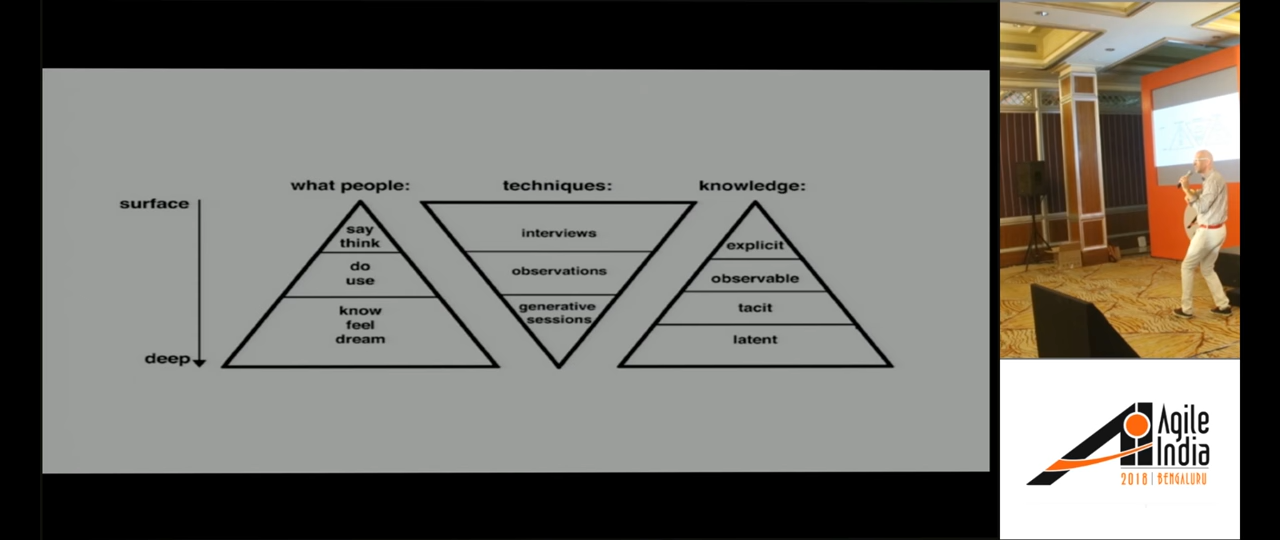 what people:
techniques:
knowledge:
surface
say
think
do
use
know
feel
dream
interviews
observations
generative
sessions
explicit
observable
tacit
latent
deep
Agile
India
2018 | BENGALURU